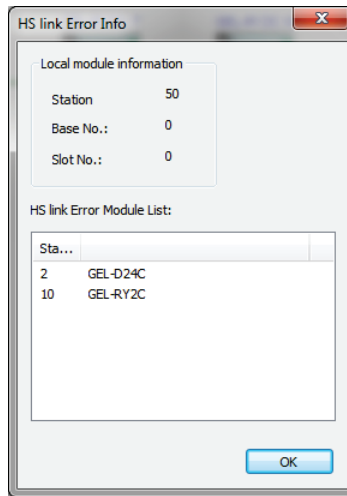 HS link Error Info
Local module information
Station 50
Base No.: 0
Slot No.: 0
HS link Error Module List:
Sta...
2 GEL-D24C
10 GEL-RY2C
OK